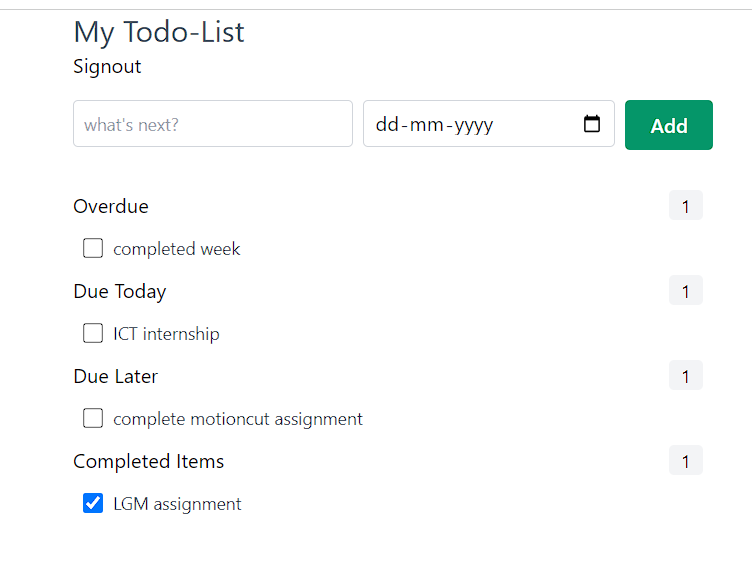 My Todo-List
Signout
what's next? dd-mm-yyyy Add
Overdue 1
completed week
Due Today 1
ICT internship
Due Later 1
complete motioncut assignment
Completed Items 1
LGM assignment